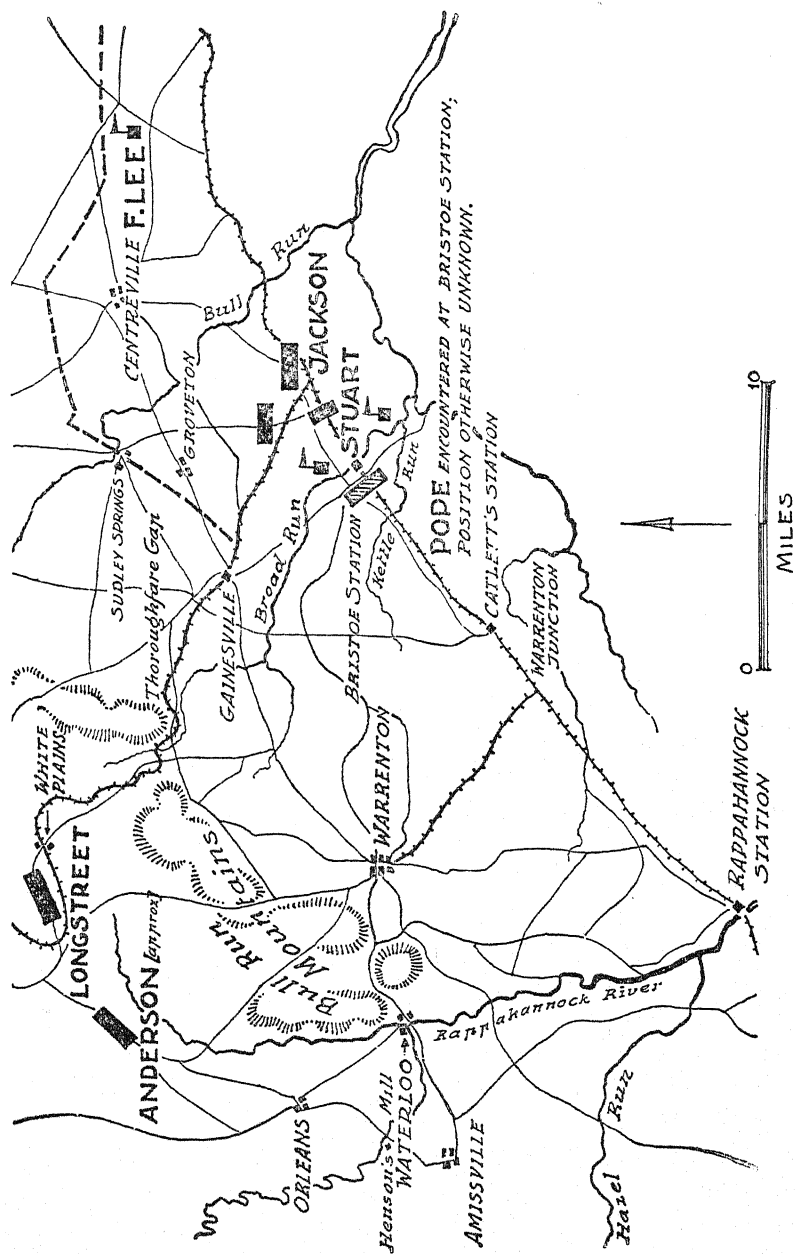 F. LEE
CENTREVILLE
Bull Run
JACKSON
STUART
GROVETON
SUDLEY SPRINGS
Thoroughfare Gap
GAINESVILLE
Broad Run
BRISTOE STATION
Kettle Run
POPE ENCOUNTERED AT BRISTOE STATION,
POSITION OTHERWISE UNKNOWN.
CATLETT'S STATION
WARRENTON
JUNCTION
WHITE
PLAINS
LONGSTREET
ANDERSON (approx)
Bull Run
Mountains
WARRENTON
ORLEANS
Henson's Mill
WATERLOO
AMISSVILLE
Rappahannock River
Hazel Run
RAPPAHANNOCK
STATION
0 10
MILES